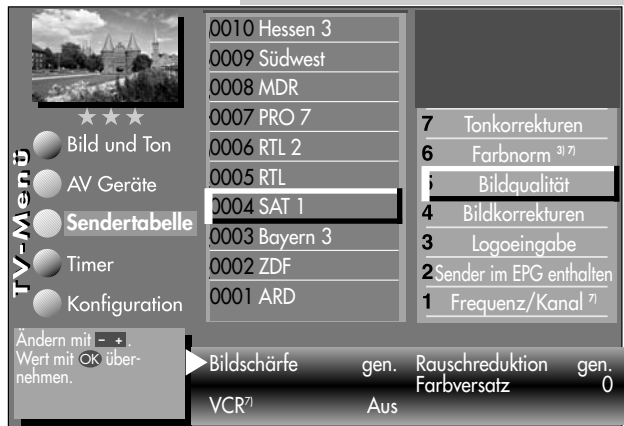 TV-Menü
Bild und Ton
AV Geräte
Sendertabelle
Timer
Konfiguration
0010 Hessen 3
0009 Südwest
0008 MDR
0007 PRO 7
0006 RTL 2
0005 RTL
0004 SAT 1
0003 Bayern 3
0002 ZDF
0001 ARD
7 Tonkorrekturen
6 Farbnorm 3) 7)
5 Bildqualität
4 Bildkorrekturen
3 Logoeingabe
2 Sender im EPG enthalten
1 Frequenz/Kanal 7)
Ändern mit - + .
Wert mit OK über-
nehmen.
Bildschärfe gen. Rauschreduktion gen.
Farbversatz 0
VCR7) Aus